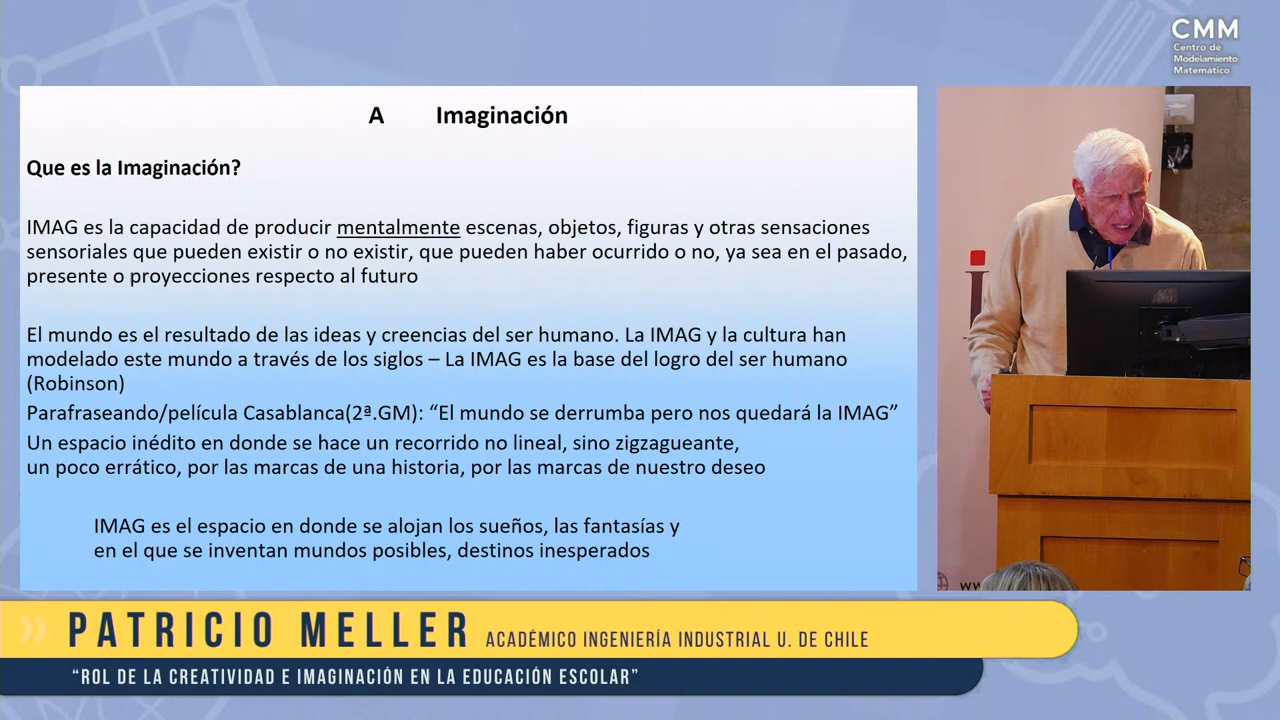 CMM
Centro de
Modelamiento
Matemático
A Imaginación
Que es la Imaginación?
IMAG es la capacidad de producir mentalmente escenas, objetos, figuras y otras sensaciones
sensoriales que pueden existir o no existir, que pueden haber ocurrido o no, ya sea en el pasado,
presente o proyecciones respecto al futuro
El mundo es el resultado de las ideas y creencias del ser humano. La IMAG y la cultura han
modelado este mundo a través de los siglos – La IMAG es la base del logro del ser humano
(Robinson)
Parafraseando/película Casablanca(2ª.GM): “El mundo se derrumba pero nos quedará la IMAG”
Un espacio inédito en donde se hace un recorrido no lineal, sino zigzagueante,
un poco errático, por las marcas de una historia, por las marcas de nuestro deseo
IMAG es el espacio en donde se alojan los sueños, las fantasías y
en el que se inventan mundos posibles, destinos inesperados
PATRICIO MELLER ACADÉMICO INGENIERÍA INDUSTRIAL U. DE CHILE
“ROL DE LA CREATIVIDAD E IMAGINACIÓN EN LA EDUCACIÓN ESCOLAR”